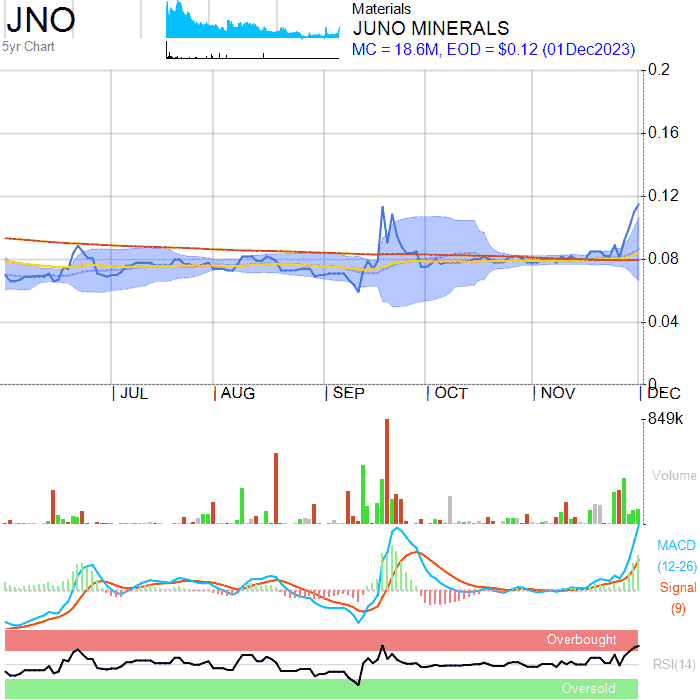 JNO
5yr Chart
Materials
JUNO MINERALS
MC = 18.6M, EOD = $0.12 (01Dec2023)
0.2
0.16
0.12
0.08
0.04
0
JUL AUG SEP OCT NOV DEC
849k
Volume
MACD
(12-26)
Signal
(9)
Overbought
RSI(14)
Oversold